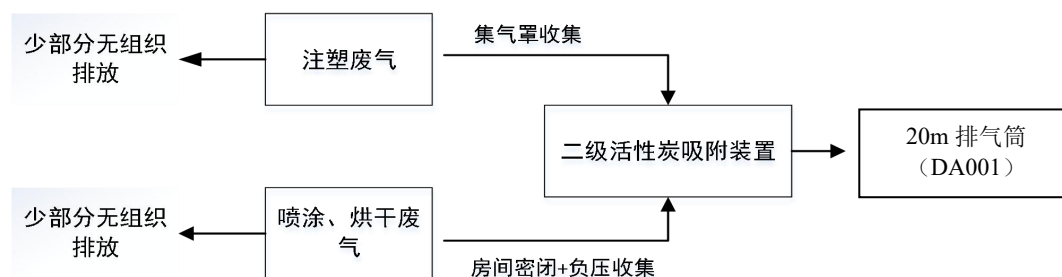 少部分无组织
排放
注塑废气
集气罩收集
二级活性炭吸附装置
20m 排气筒
（DA001）
少部分无组织
排放
喷涂、烘干废
气
房间密闭+负压收集